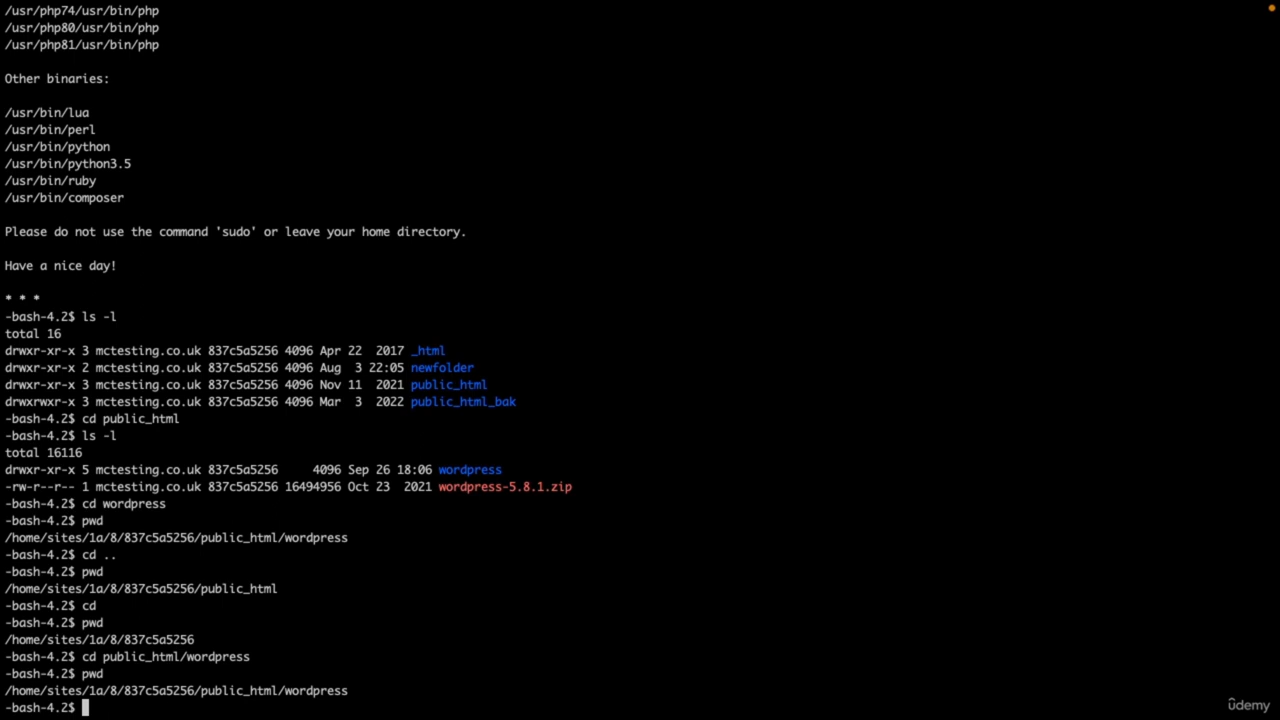 /usr/php74/usr/bin/php
/usr/php80/usr/bin/php
/usr/php81/usr/bin/php
Other binaries:
/usr/bin/lua
/usr/bin/perl
/usr/bin/python
/usr/bin/python3.5
/usr/bin/ruby
/usr/bin/composer
Please do not use the command 'sudo' or leave your home directory.
Have a nice day!
* * *
-bash-4.2$ ls -l
total 16
drwxr-xr-x 3 mctesting.co.uk 837c5a5256 4096 Apr 22  2017 _html
drwxr-xr-x 2 mctesting.co.uk 837c5a5256 4096 Aug  3 22:05 newfolder
drwxr-xr-x 3 mctesting.co.uk 837c5a5256 4096 Nov 11  2021 public_html
drwxrwxr-x 3 mctesting.co.uk 837c5a5256 4096 Mar  3  2022 public_html_bak
-bash-4.2$ cd public_html
-bash-4.2$ ls -l
total 16116
drwxr-xr-x 5 mctesting.co.uk 837c5a5256     4096 Sep 26 18:06 wordpress
-rw-r--r-- 1 mctesting.co.uk 837c5a5256 16494956 Oct 23  2021 wordpress-5.8.1.zip
-bash-4.2$ cd wordpress
-bash-4.2$ pwd
/home/sites/1a/8/837c5a5256/public_html/wordpress
-bash-4.2$ cd ..
-bash-4.2$ pwd
/home/sites/1a/8/837c5a5256/public_html
-bash-4.2$ cd
-bash-4.2$ pwd
/home/sites/1a/8/837c5a5256
-bash-4.2$ cd public_html/wordpress
-bash-4.2$ pwd
/home/sites/1a/8/837c5a5256/public_html/wordpress
-bash-4.2$
ûdemy